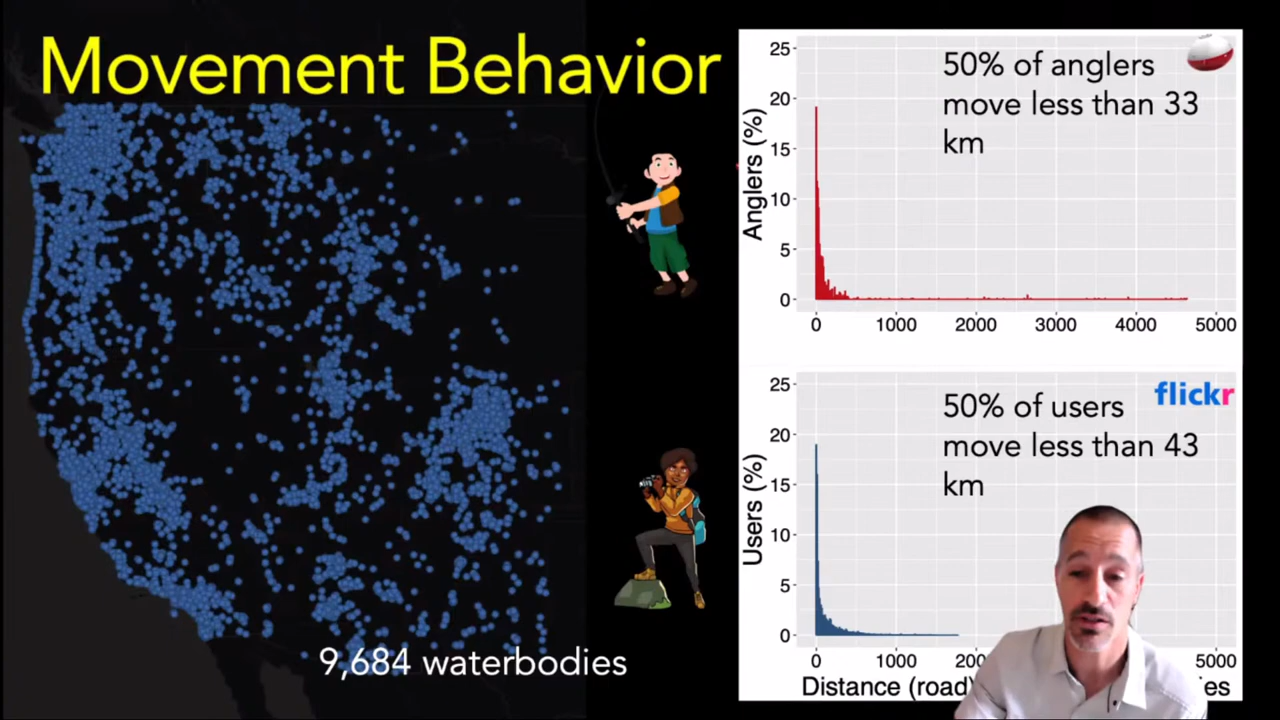 Movement Behavior
9,684 waterbodies
50% of anglers
move less than 33
km
Anglers (%)
25
20
15
10
5
0
0 1000 2000 3000 4000 5000
flickr
50% of users
move less than 43
km
Users (%)
25
20
15
10
5
0
0 1000 200 5000
Distance (road) es